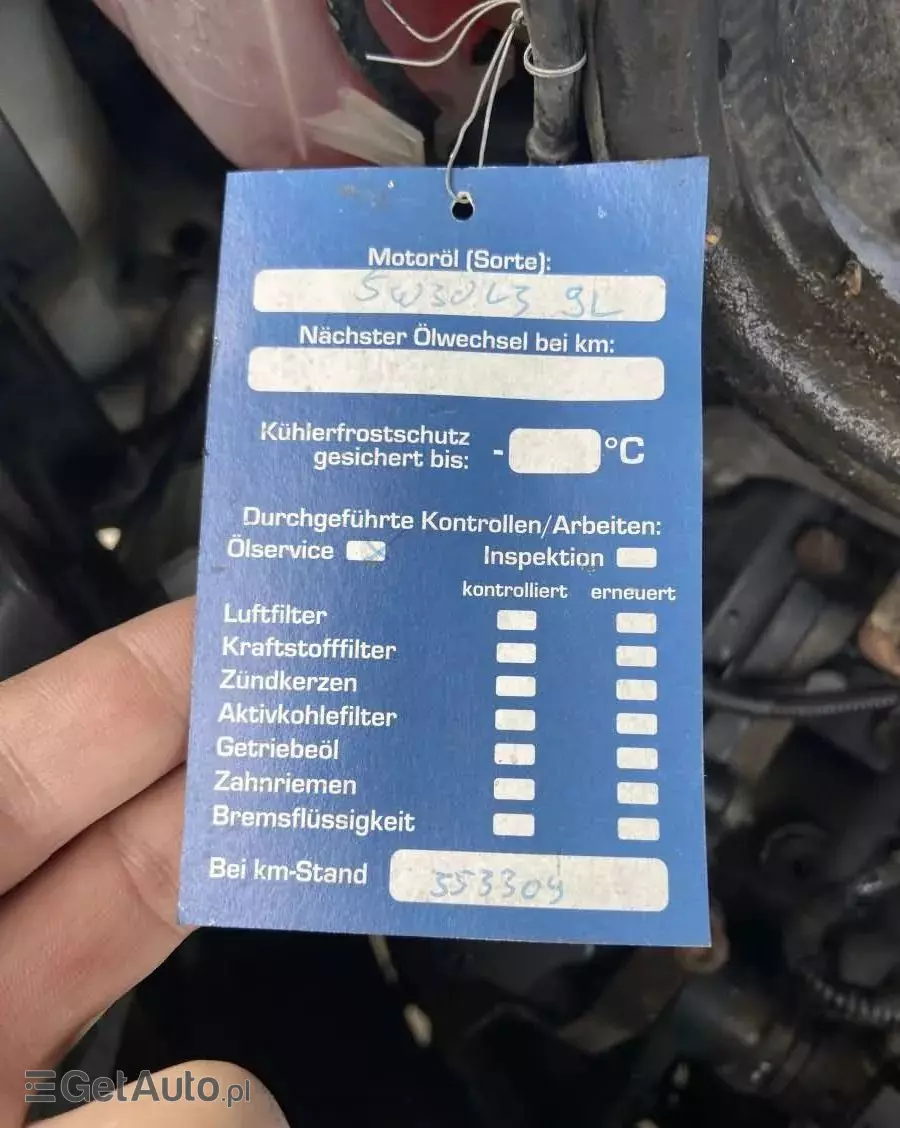 Motoröl (Sorte):
5W30 L3 9L
Nächster Ölwechsel bei km:
Kühlerfrostschutz
gesichert bis: - °C
Durchgeführte Kontrollen/Arbeiten:
Ölservice x Inspektion
kontrolliert erneuert
Luftfilter
Kraftstofffilter
Zündkerzen
Aktivkohlefilter
Getriebeöl
Zahnriemen
Bremsflüssigkeit
Bei km-Stand 553304
GetAuto.pl